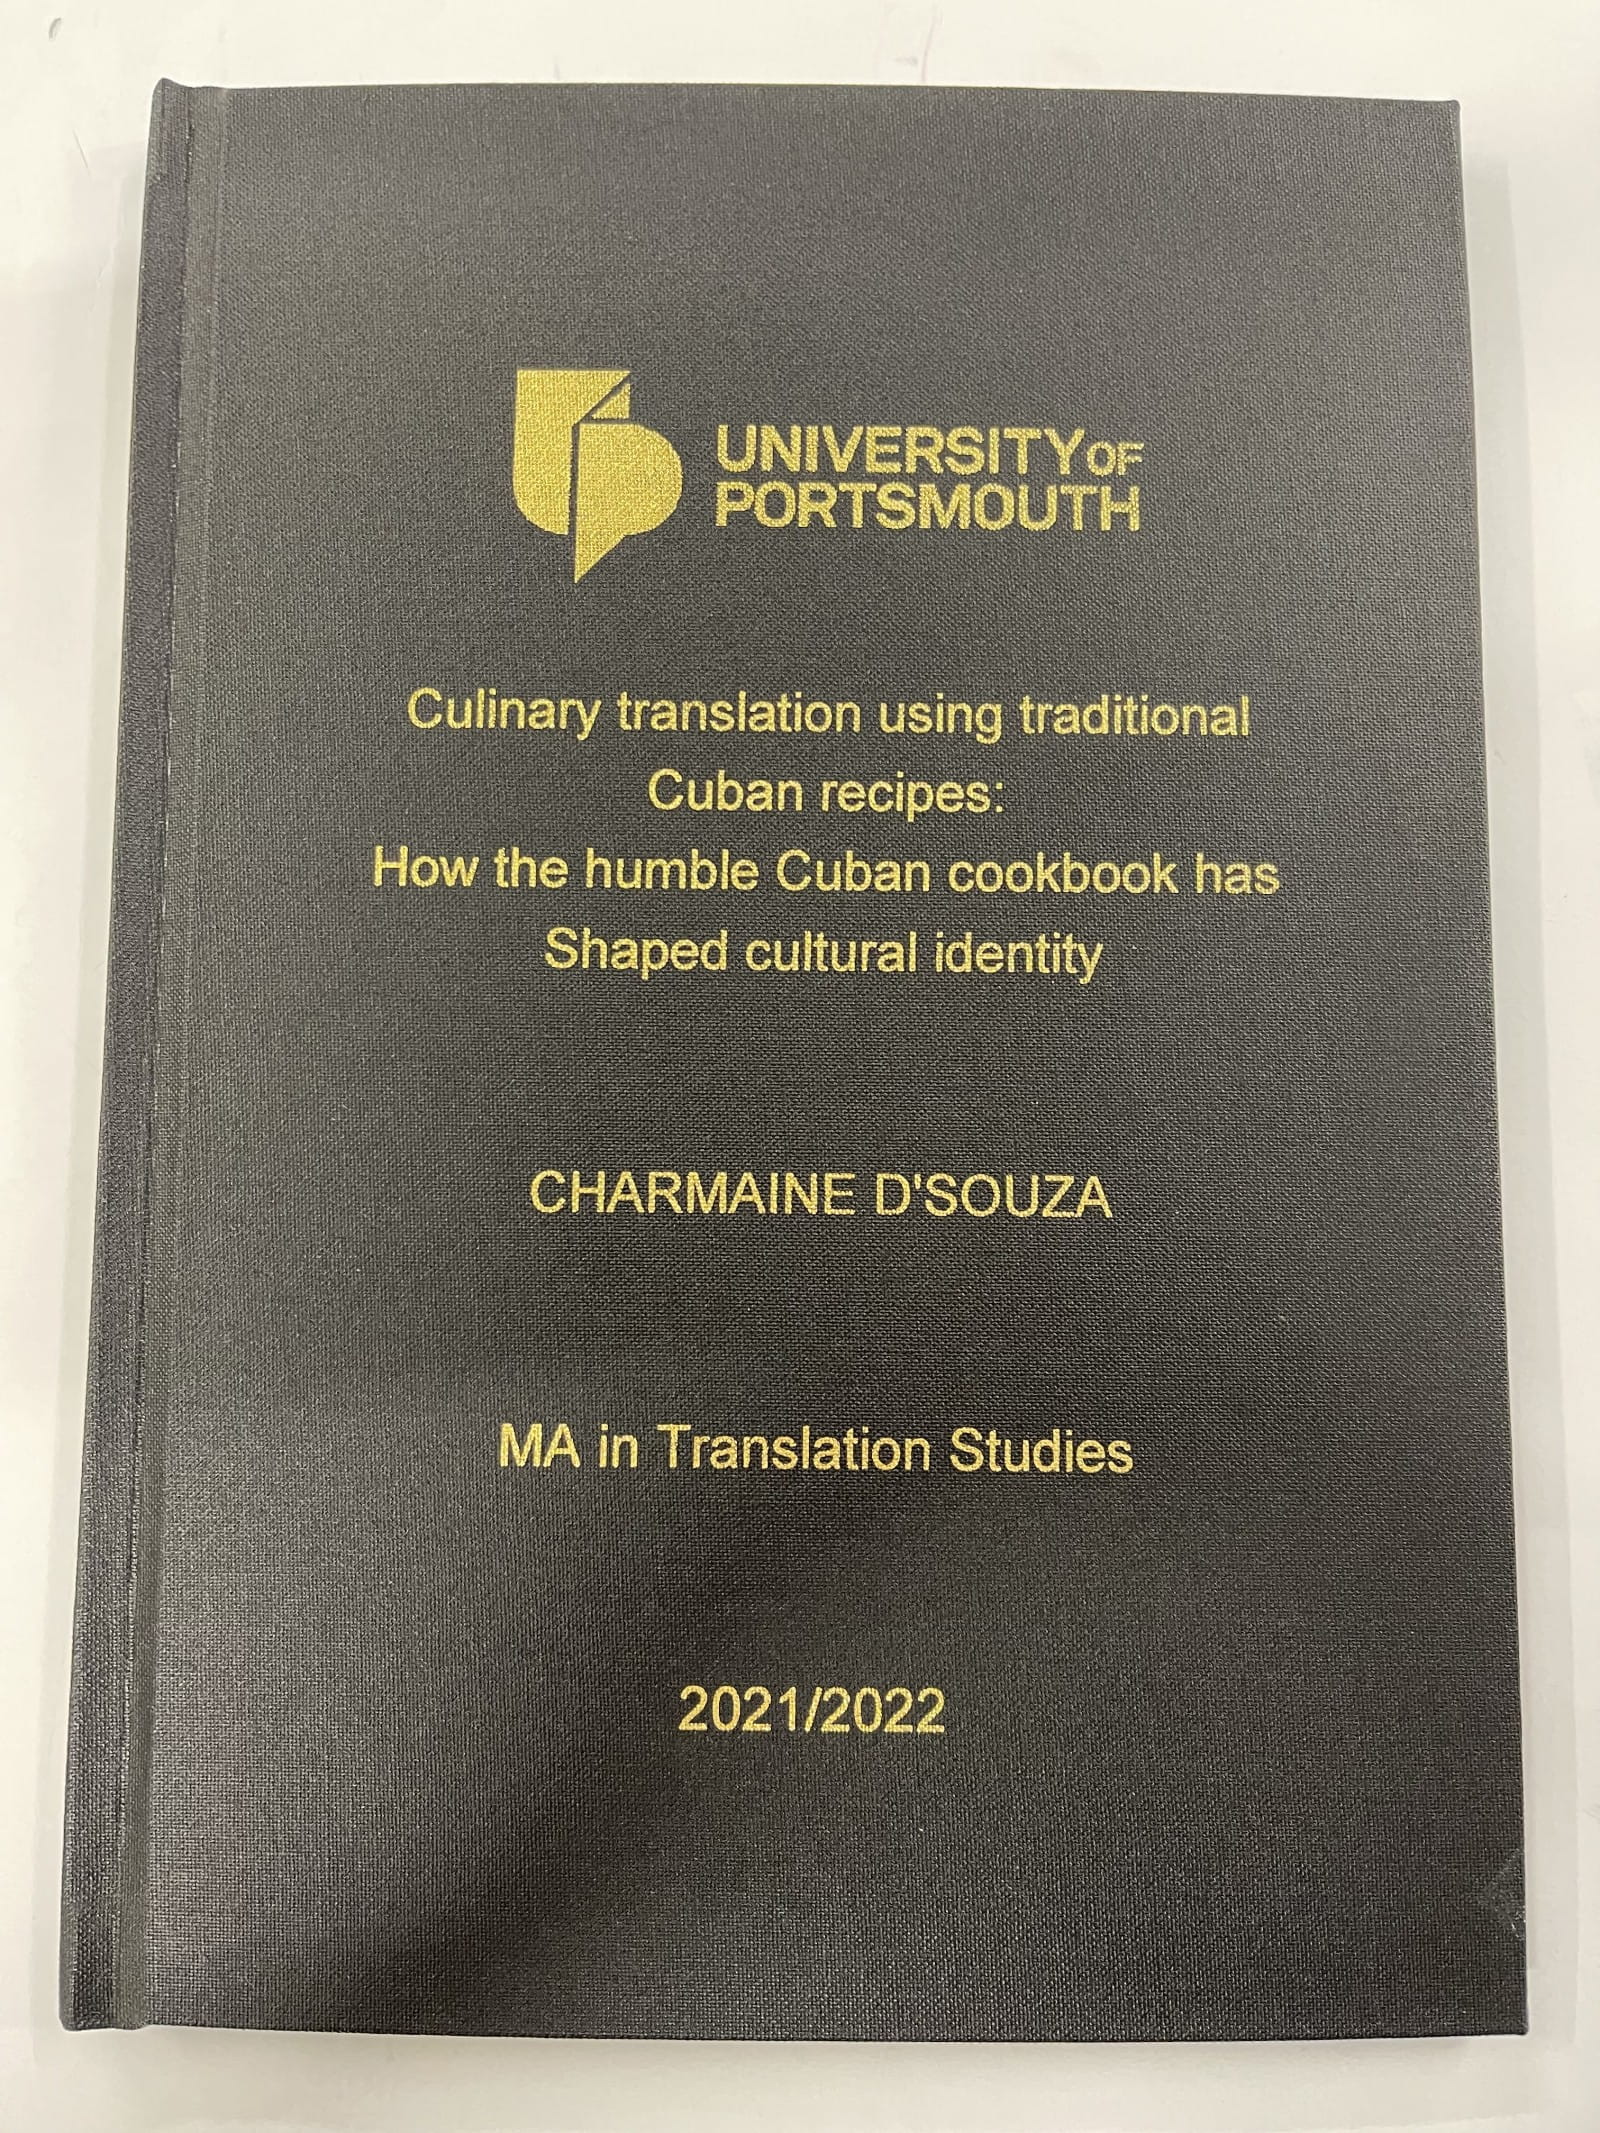 UNIVERSITY OF
PORTSMOUTH
Culinary translation using traditional
Cuban recipes:
How the humble Cuban cookbook has
Shaped cultural identity
CHARMAINE D'SOUZA
MA in Translation Studies
2021/2022